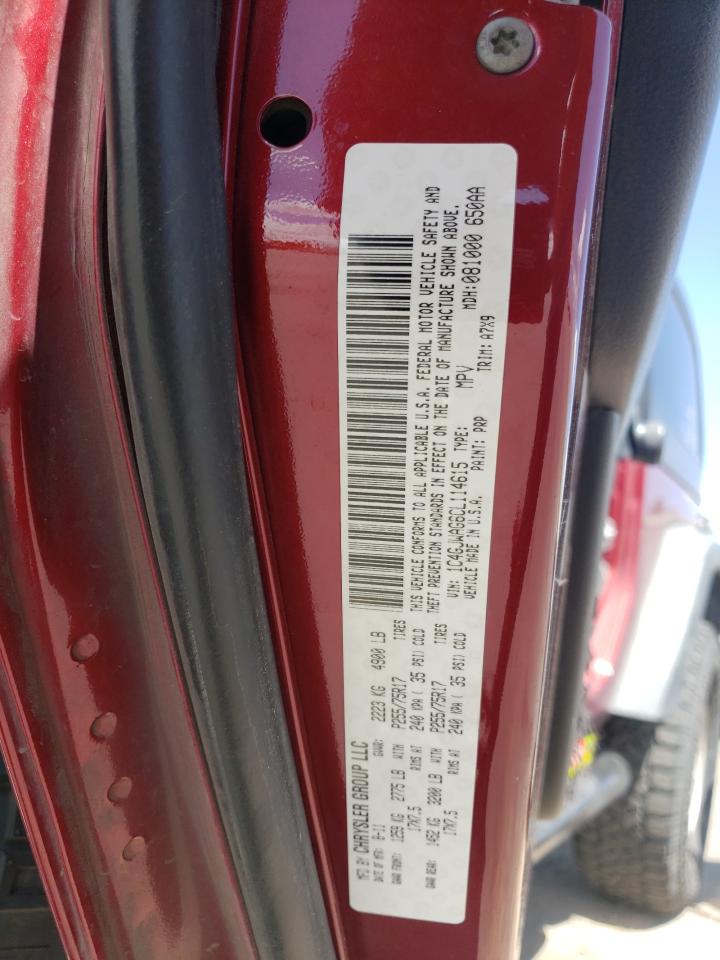 MFD BY CHRYSLER GROUP LLC
DATE OF MFR: 8-11 GVWR: 2223 KG 4900 LB
GAWR FRONT: 1259 KG 2775 LB WITH P255/75R17 TIRES
17X7.5 RIMS AT 240 KPA ( 35 PSI) COLD
GAWR REAR: 1452 KG 3200 LB WITH P255/75R17 TIRES
17X7.5 RIMS AT 240 KPA ( 35 PSI) COLD
THIS VEHICLE CONFORMS TO ALL APPLICABLE U.S.A. FEDERAL MOTOR VEHICLE SAFETY AND
THEFT PREVENTION STANDARDS IN EFFECT ON THE DATE OF MANUFACTURE SHOWN ABOVE.
VIN: 1C4GJWAG6CL114615 TYPE: MPV MDH:081000 650AA
VEHICLE MADE IN U.S.A. PAINT: PRP TRIM: A7X9